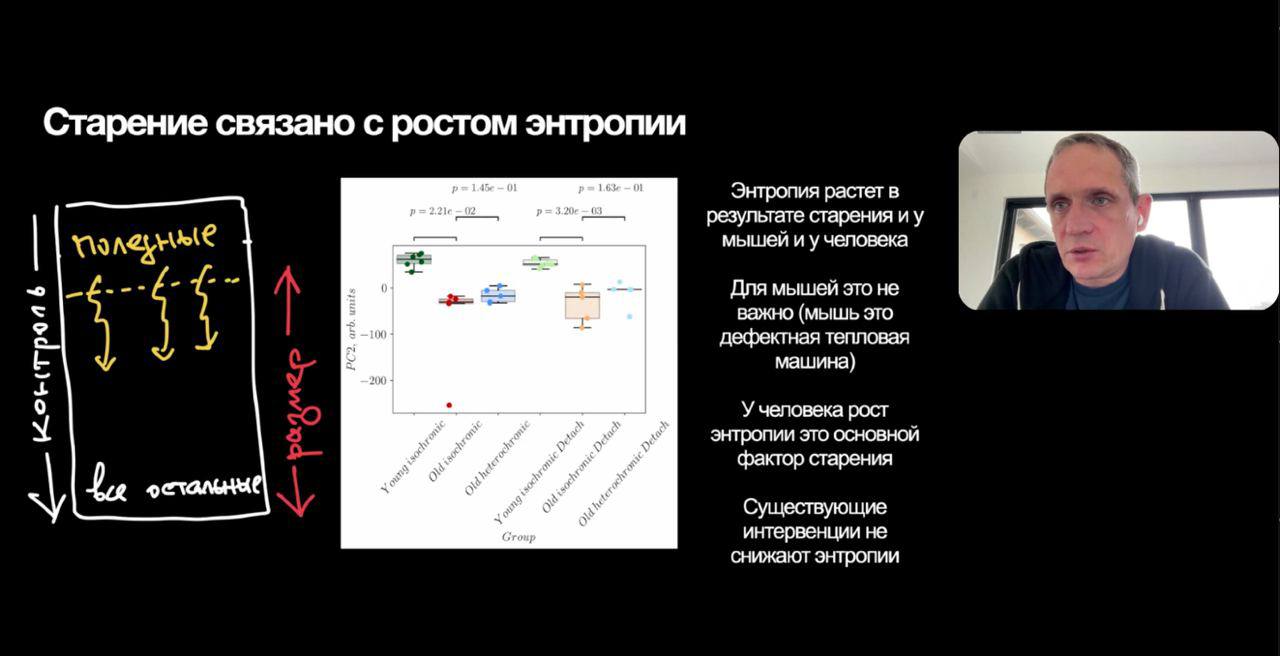 Старение связано с ростом энтропии
контроль
полезные
все остальные
размер
p = 1.45e − 01
p = 1.63e − 01
p = 2.21e − 02
p = 3.20e − 03
PC2, arb. units
0
−100
−200
Young isochronic
Old isochronic
Old heterochronic
Young isochronic Detach
Old isochronic Detach
Old heterochronic Detach
Group
Энтропия растет в
результате старения и у
мышей и у человека
Для мышей это не
важно (мышь это
дефектная тепловая
машина)
У человека рост
энтропии это основной
фактор старения
Существующие
интервенции не
снижают энтропии